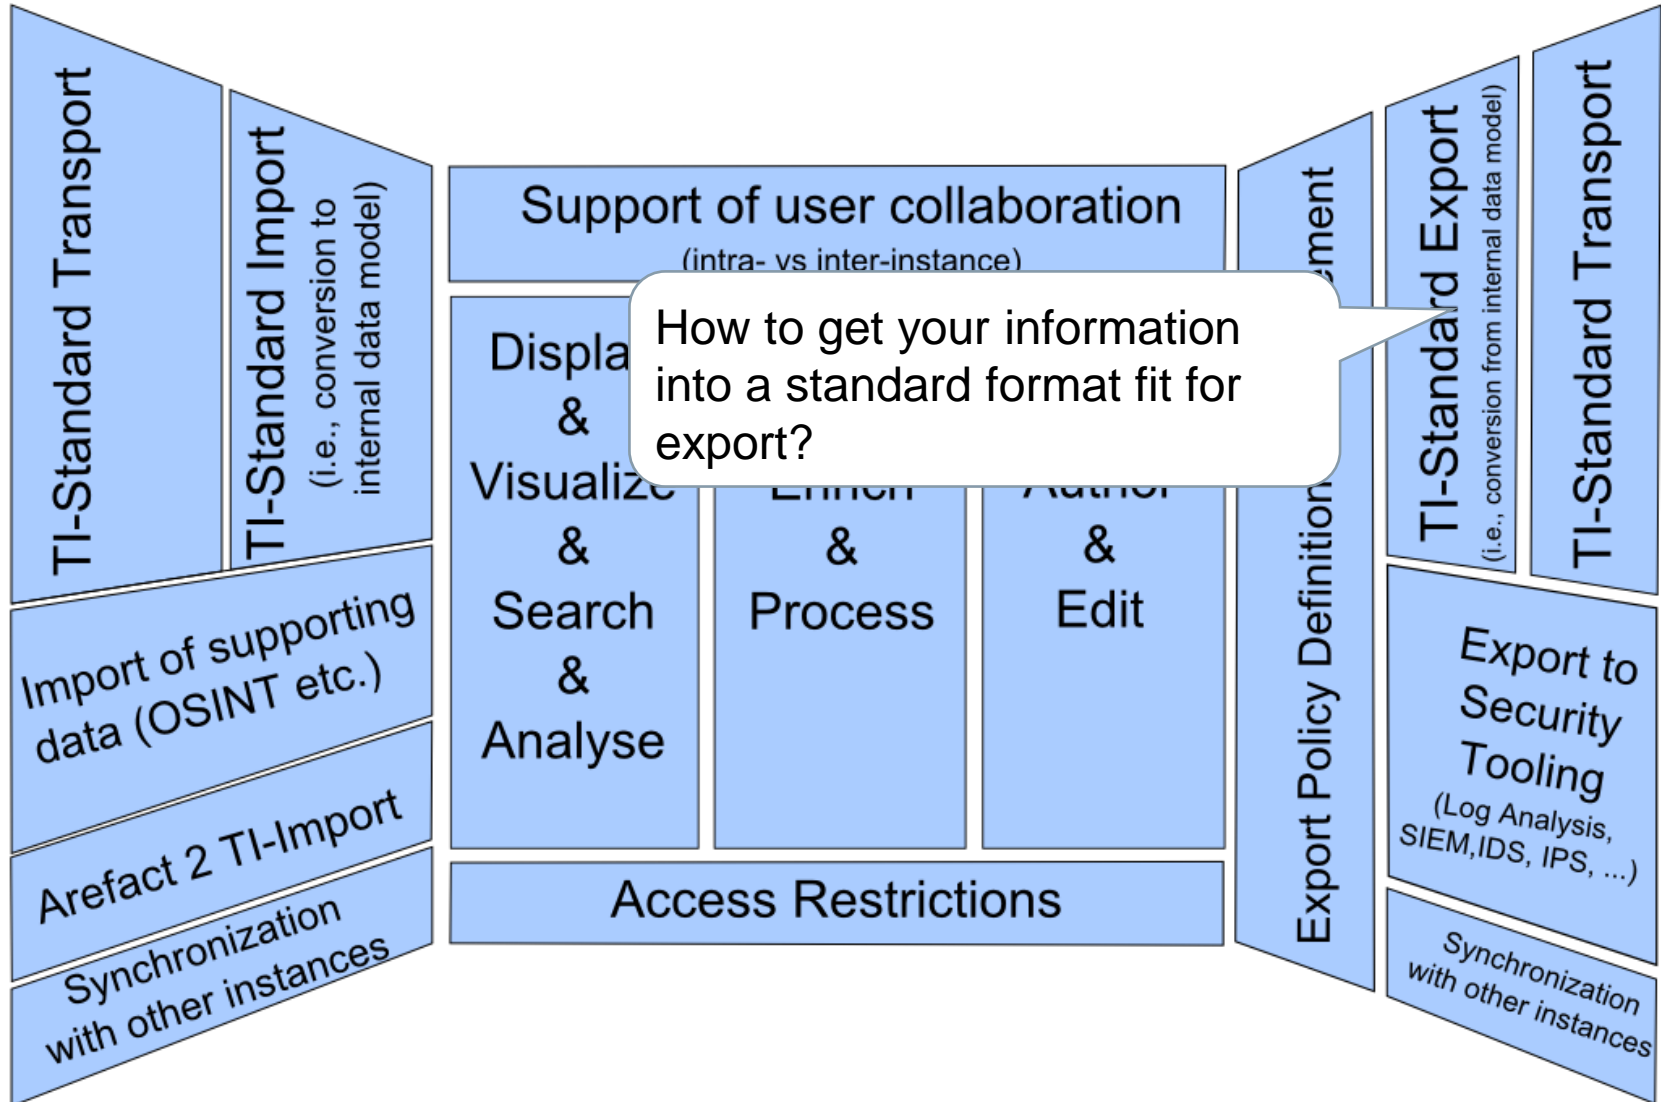 TI-Standard Transport
TI-Standard Import
(i.e., conversion to
internal data model)
Import of supporting
data (OSINT etc.)
Arefact 2 TI-Import
Synchronization
with other instances
Support of user collaboration
(intra- vs inter-instance)
How to get your information
into a standard format fit for
export?
&
Visualize
&
Search
&
Analyse
Enrich
&
Process
Author
&
Edit
Access Restrictions
Export Policy Definition
TI-Standard Export
(i.e., conversion from internal data model)
TI-Standard Transport
Export to
Security
Tooling
(Log Analysis,
SIEM,IDS, IPS, ...)
Synchronization
with other instances